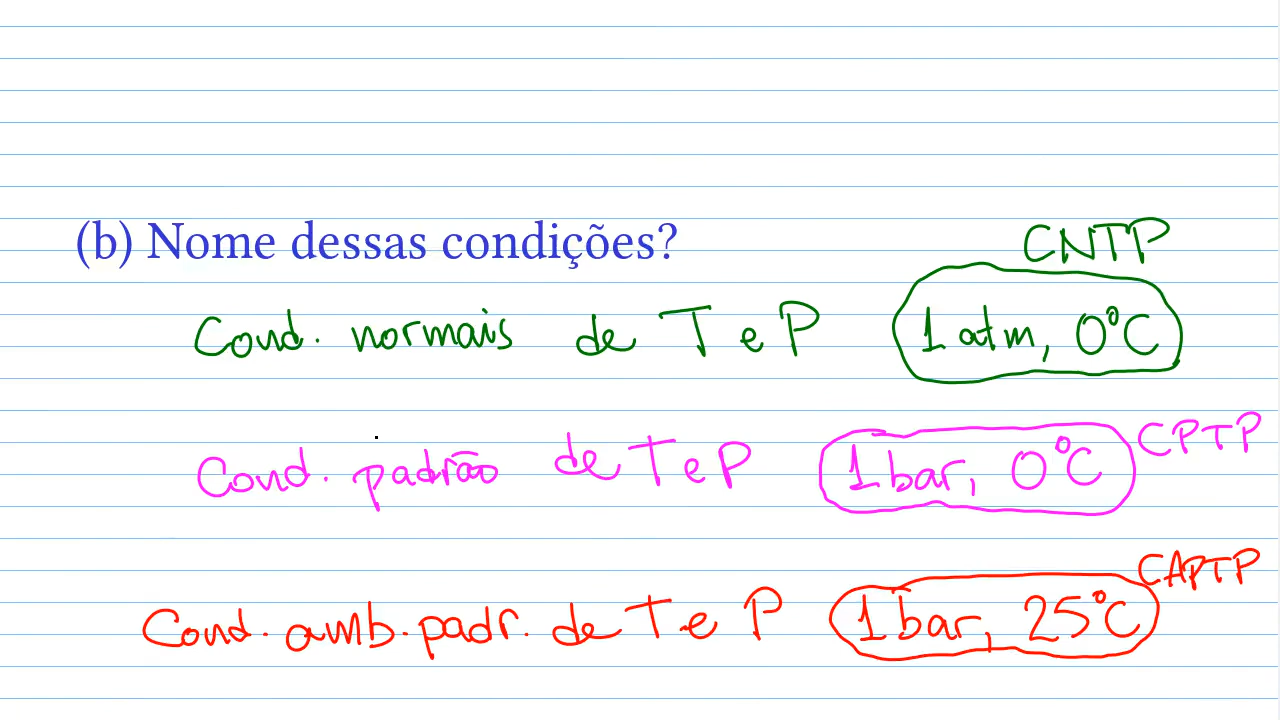 (b) Nome dessas condições?
CNTP
Cond. normais de T e P 1 atm, 0°C
Cond. padrão de T e P 1 bar, 0°C CPTP
Cond. amb. padr. de T e P 1 bar, 25°C CAPTP